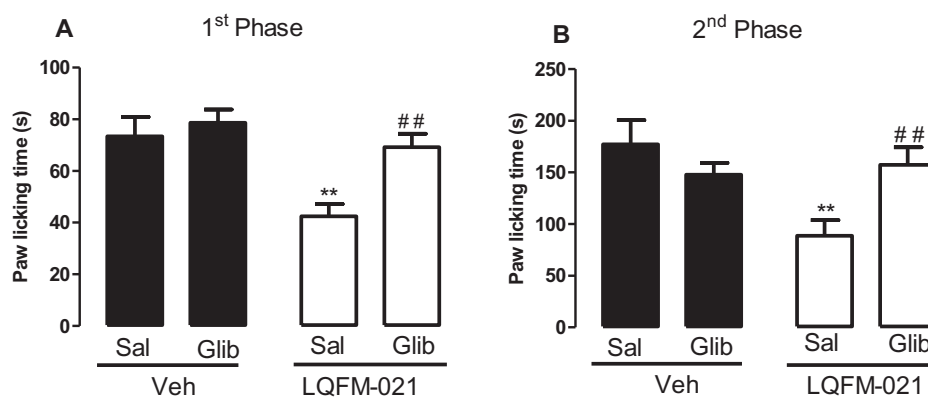 A
1st Phase
Paw licking time (s)
100
80
60
40
20
0
**
##
Sal Glib Sal Glib
Veh LQFM-021
B
2nd Phase
Paw licking time (s)
250
200
150
100
50
0
**
##
Sal Glib Sal Glib
Veh LQFM-021